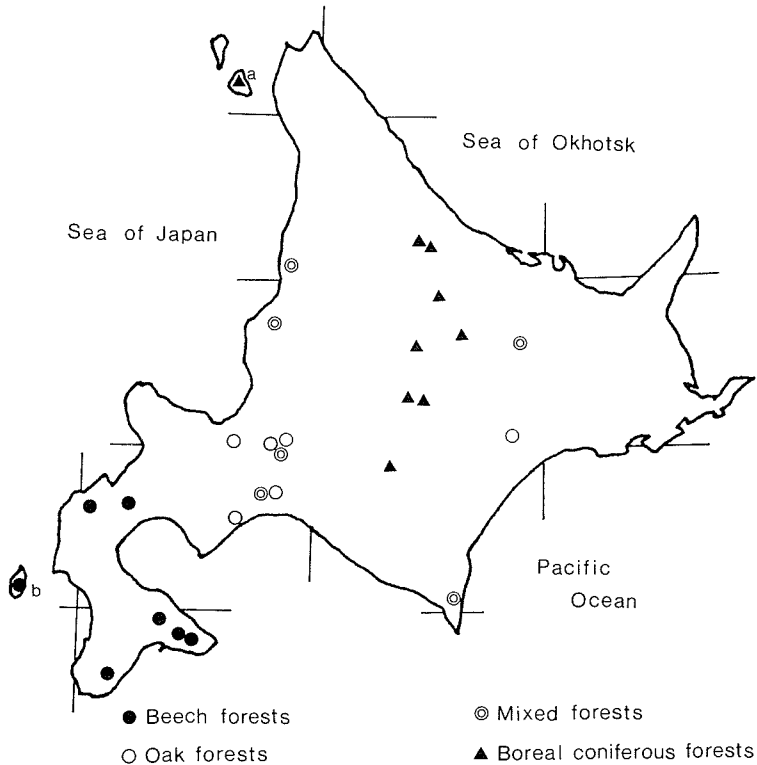 a
Sea of Okhotsk
Sea of Japan
b
Pacific
Ocean
Beech forests
Mixed forests
Oak forests
Boreal coniferous forests